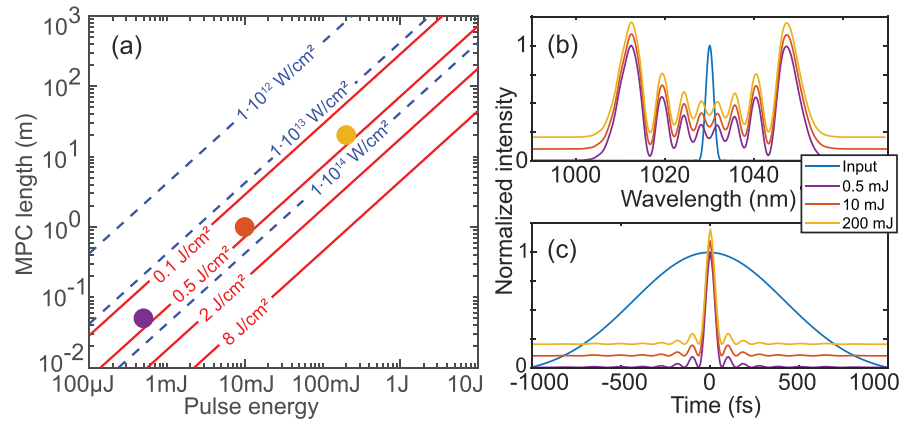 (a)
MPC length (m)
10³
10²
10¹
10⁰
10⁻¹
10⁻²
1·10¹² W/cm²
1·10¹³ W/cm²
1·10¹⁴ W/cm²
0.1 J/cm²
0.5 J/cm²
2 J/cm²
8 J/cm²
100µJ 1mJ 10mJ 100mJ 1J 10J
Pulse energy
Normalized intensity
(b)
1
0
1000 1020 1040
Wavelength (nm)
Input
0.5 mJ
10 mJ
200 mJ
(c)
1
0
-1000 -500 0 500 1000
Time (fs)